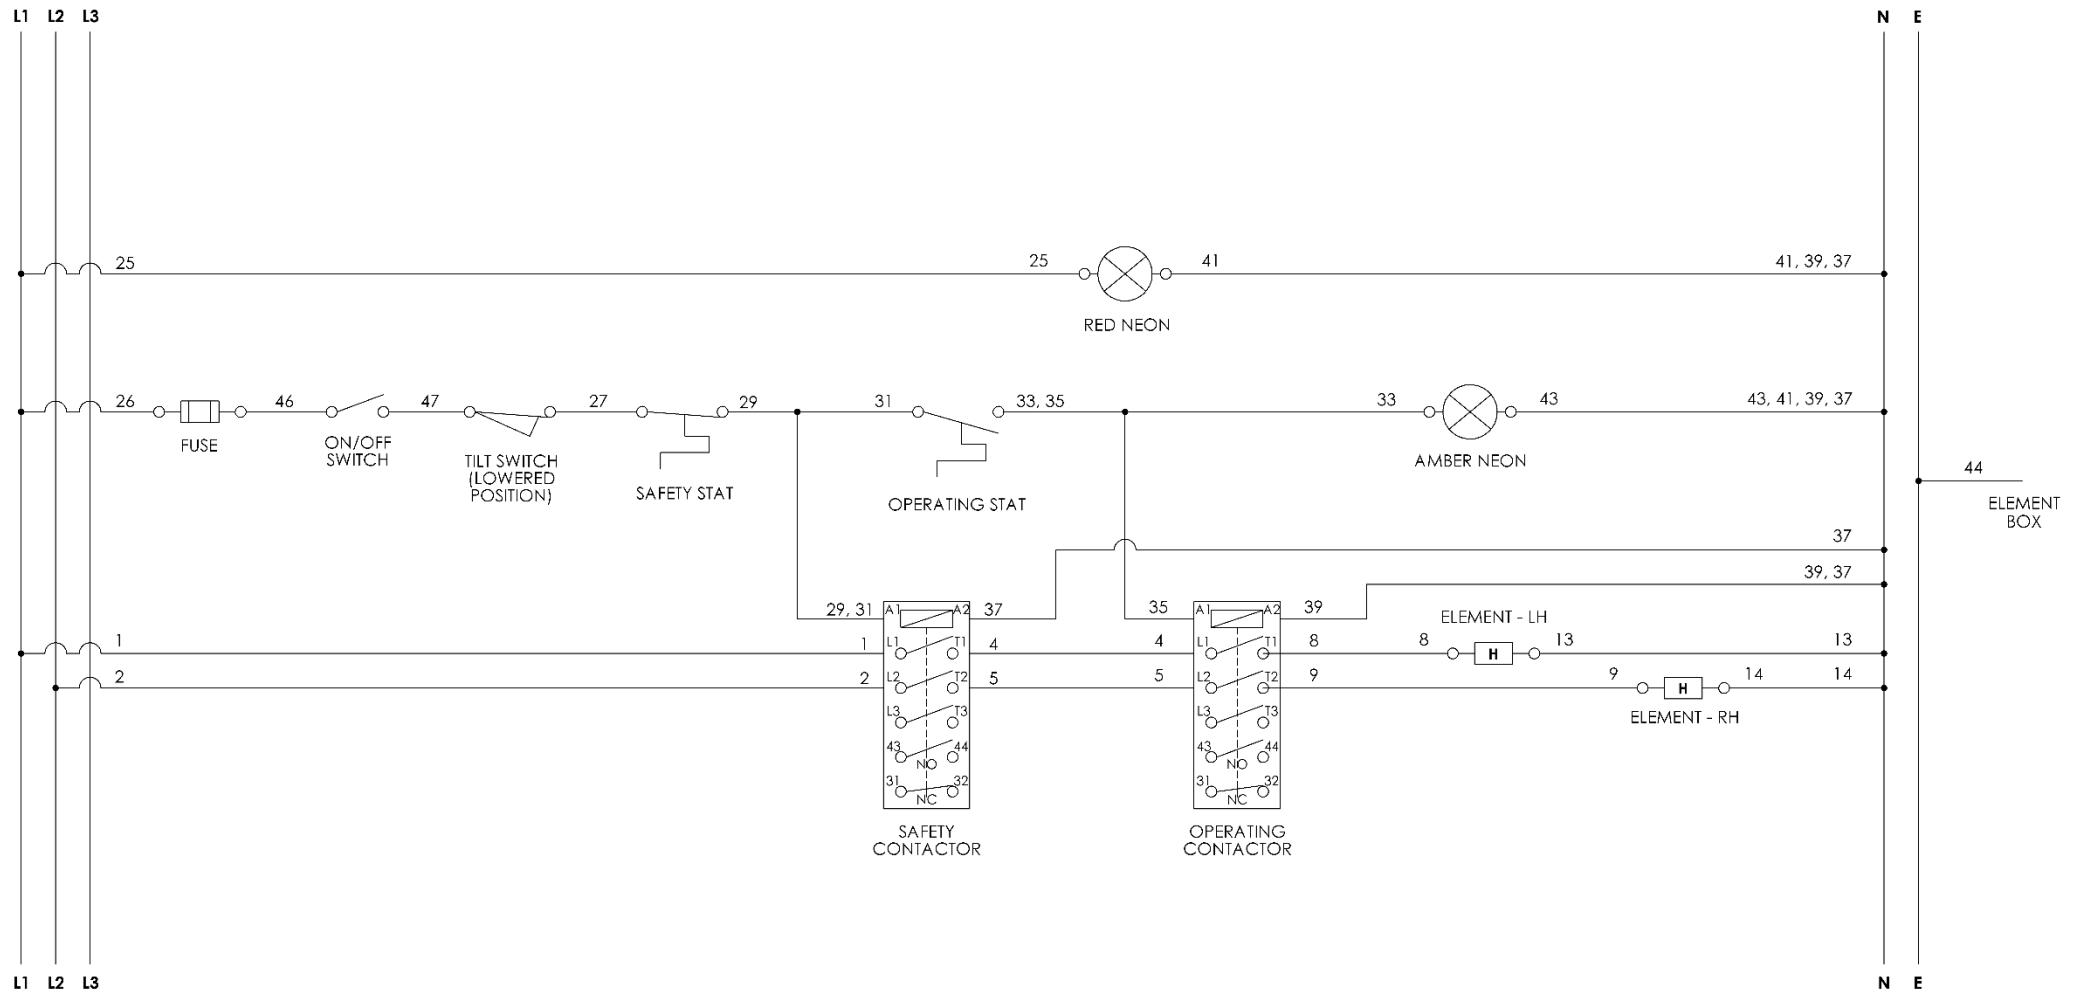 L1 L2 L3 N E
25 25 41 41, 39, 37
RED NEON
26 46 47 27 29 31 33, 35 33 43 43, 41, 39, 37
FUSE
ON/OFF
SWITCH
TILT SWITCH
(LOWERED
POSITION)
SAFETY STAT
OPERATING STAT
AMBER NEON
44
ELEMENT
BOX
37
39, 37
29, 31 A1 A2 37 35 A1 A2 39
ELEMENT - LH
1 1 L1 T1 4 4 L1 T1 8 8 H 13 13
2 2 L2 T2 5 5 L2 T2 9 9 H 14 14
ELEMENT - RH
L3 T3 L3 T3
43 44 43 44
NO NO
31 32 31 32
NC NC
SAFETY
CONTACTOR
OPERATING
CONTACTOR
L1 L2 L3 N E